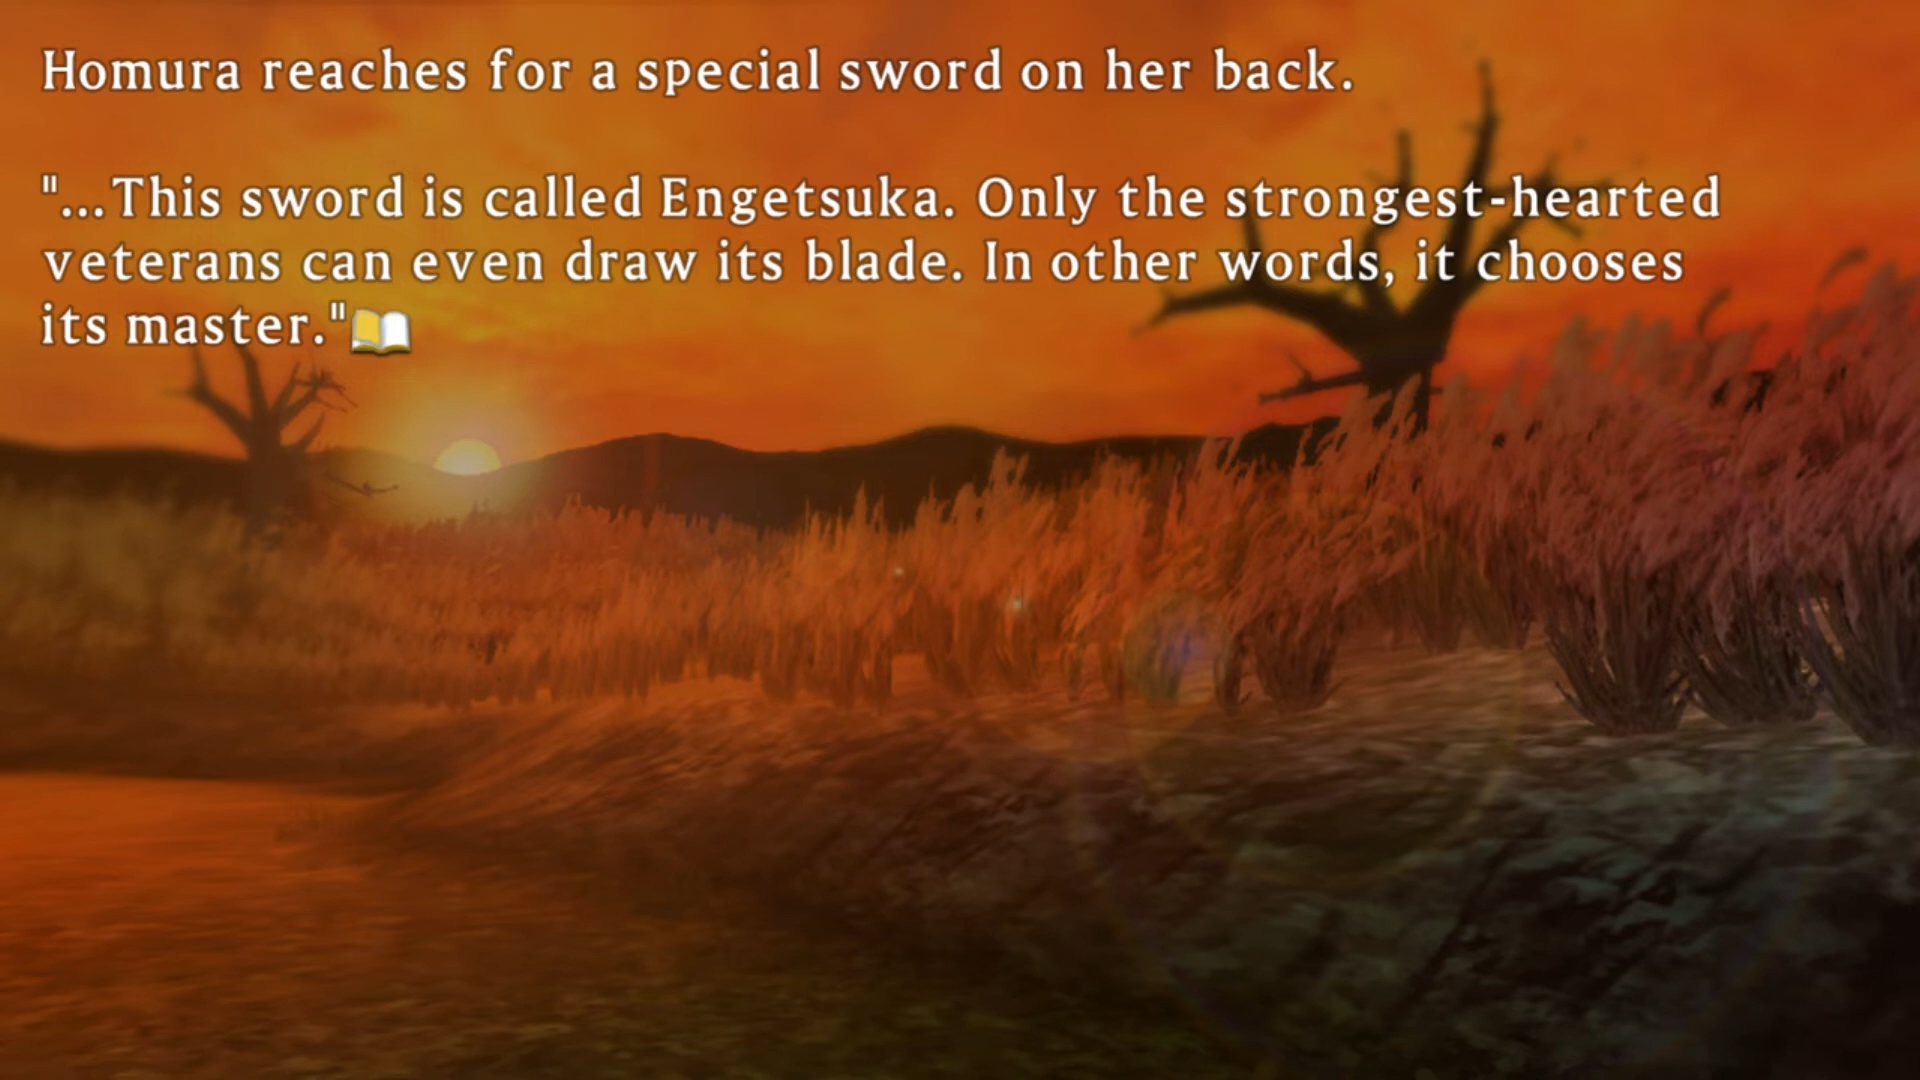 Homura reaches for a special sword on her back.
"...This sword is called Engetsuka. Only the strongest-hearted
veterans can even draw its blade. In other words, it chooses
its master."